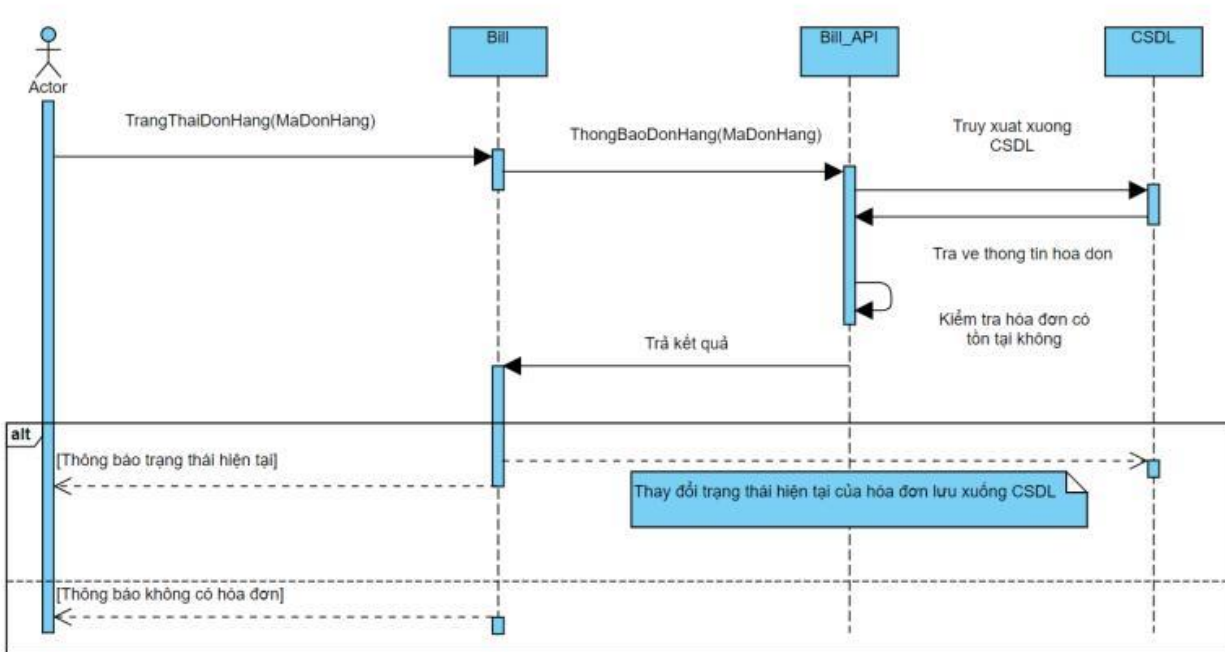 Bill
Bill_API
CSDL
Actor
TrangThaiDonHang(MaDonHang)
ThongBaoDonHang(MaDonHang)
Truy xuat xuong
CSDL
Tra ve thong tin hoa don
Kiểm tra hóa đơn có
tồn tại không
Trả kết quả
alt
[Thông báo trạng thái hiện tại]
Thay đổi trạng thái hiện tại của hóa đơn lưu xuống CSDL
[Thông báo không có hóa đơn]